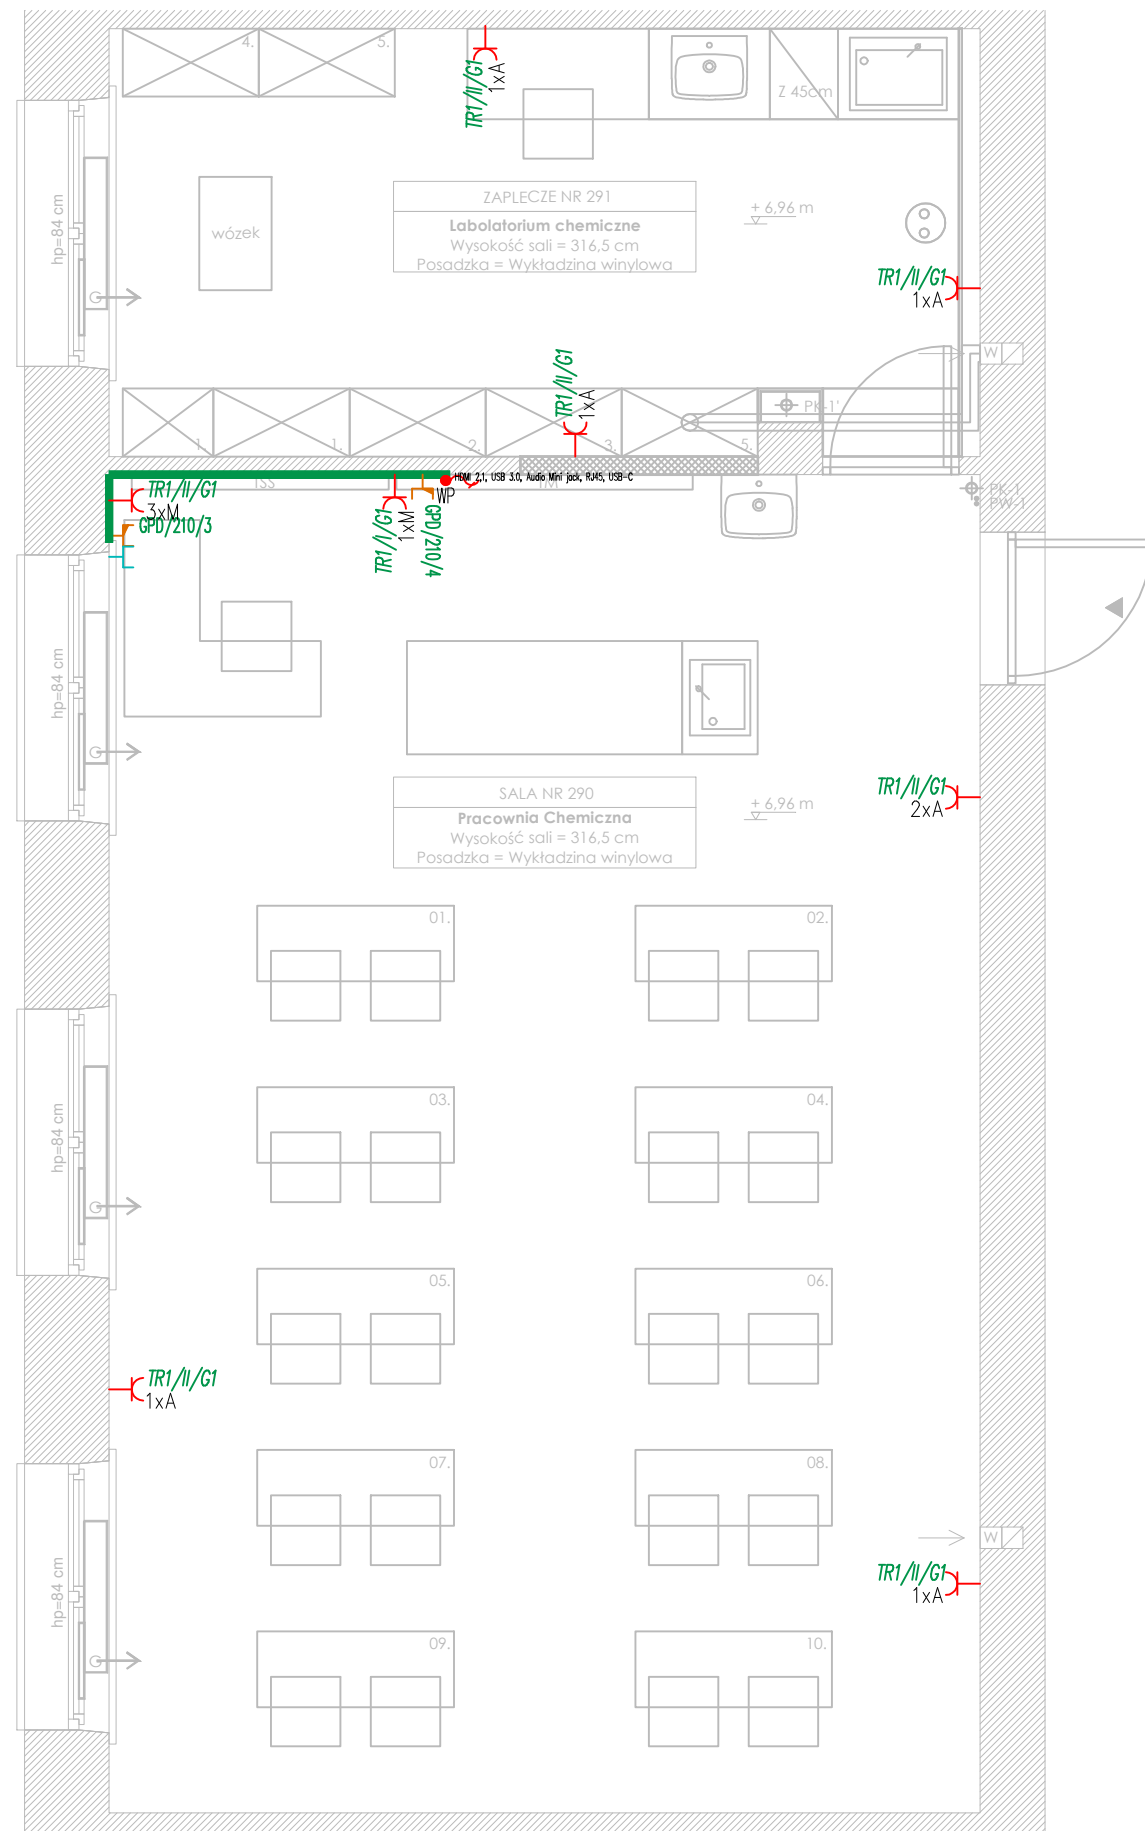 4.
5.
TR1/II/G1
1xA
Z 45cm
hp=84 cm
wózek
ZAPLECZE NR 291
Labolatorium chemiczne
Wysokość sali = 316,5 cm
Posadzka = Wykładzina winylowa
+ 6,96 m
TR1/II/G1
1xA
W
TR1/II/G1
1xA
PK-1'
1.
1.
2.
3.
5.
HDMI 2.1, USB 3.0, Audio Mini jack, RJ45, USB-C
TSS
TM
WP
TR1/II/G1
3xM
GPD/210/3
TR1/I/G1
1xM
GPD/210/4
PK-1
PW-1
hp=84 cm
SALA NR 290
Pracownia Chemiczna
Wysokość sali = 316,5 cm
Posadzka = Wykładzina winylowa
+ 6,96 m
TR1/II/G1
2xA
01.
02.
03.
04.
hp=84 cm
05.
06.
TR1/II/G1
1xA
07.
08.
W
TR1/II/G1
1xA
hp=84 cm
09.
10.